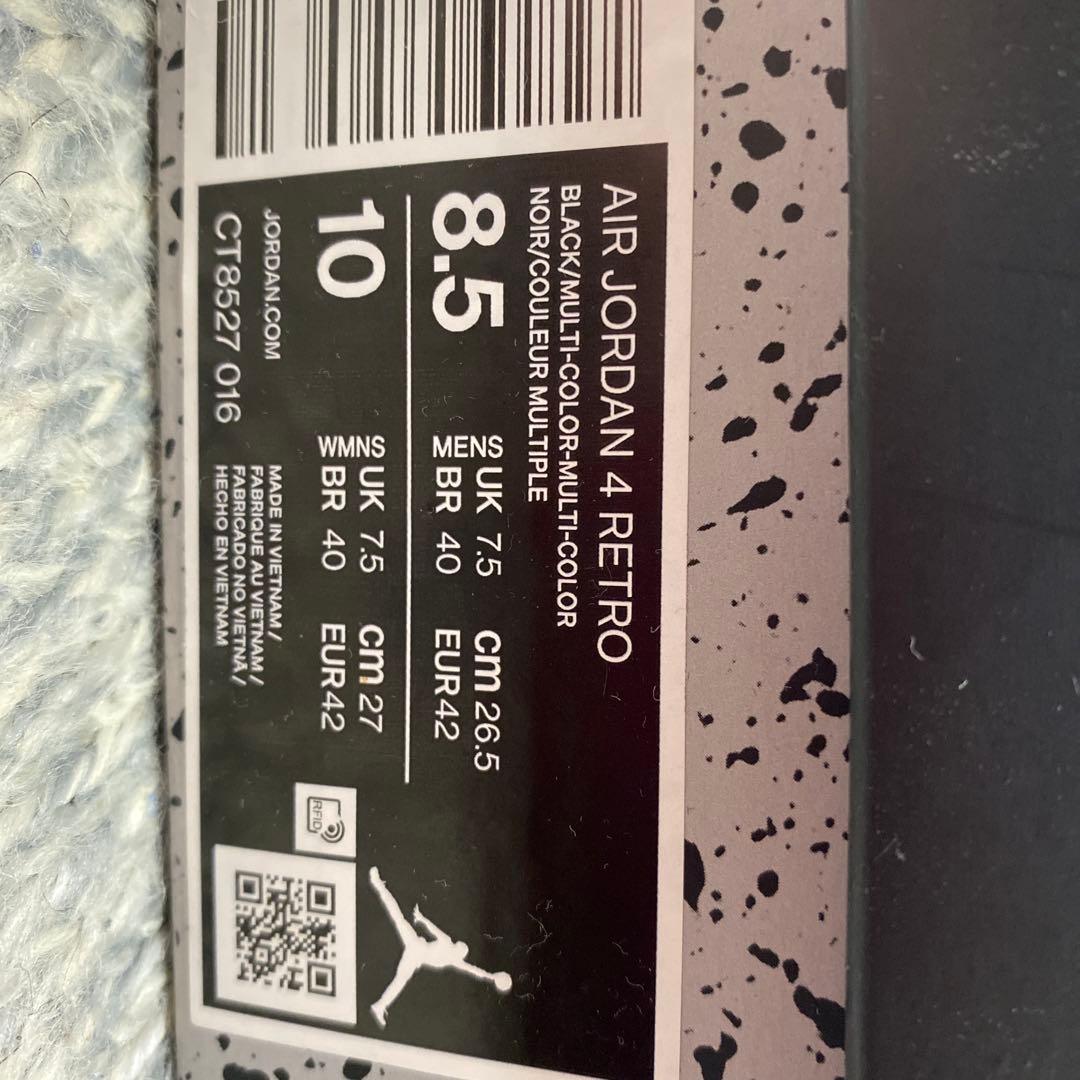 AIR JORDAN 4 RETRO
BLACK/MULTI-COLOR-MULTI-COLOR
NOIR/COULEUR MULTIPLE
8.5 MENS UK 7.5 cm 26.5
BR 40 EUR 42
10 WMNS UK 7.5 cm 27
BR 40 EUR 42
RFID
JORDAN.COM
CT8527 016
MADE IN VIETNAM /
FABRIQUE AU VIETNAM /
FABRICADO NO VIETNÃ /
HECHO EN VIETNAM